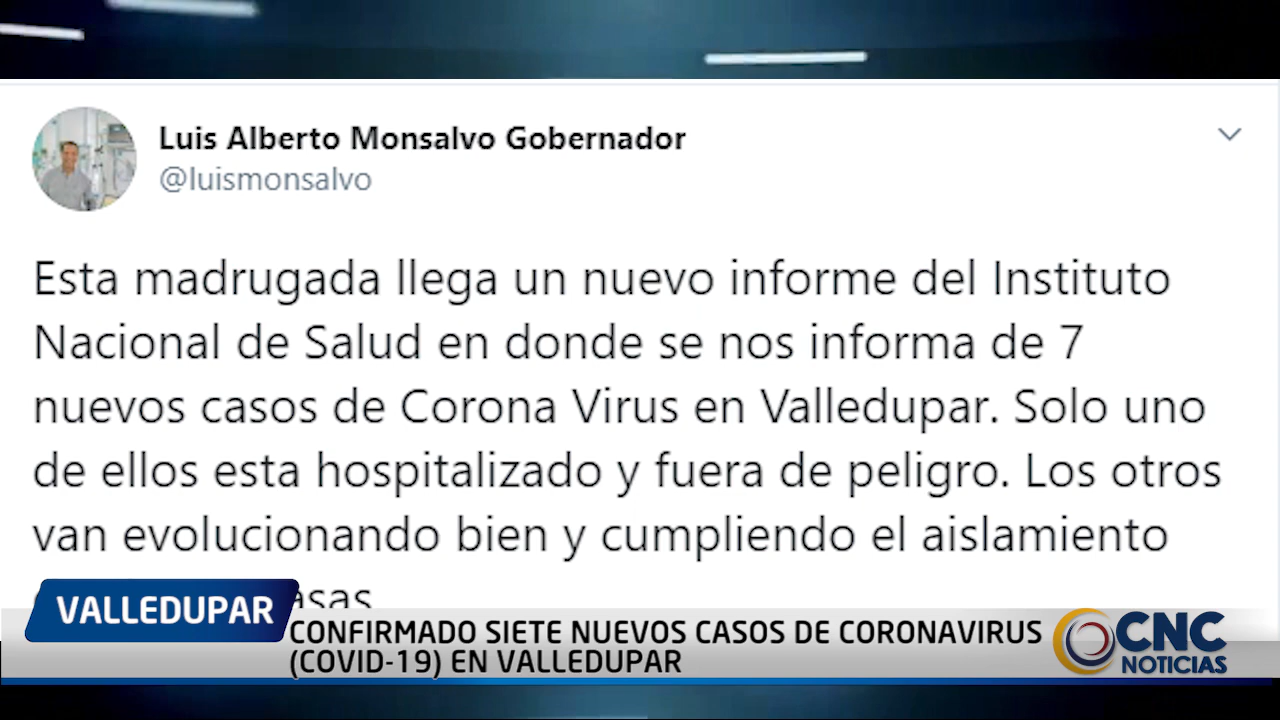 Luis Alberto Monsalvo Gobernador
@luismonsalvo
Esta madrugada llega un nuevo informe del Instituto
Nacional de Salud en donde se nos informa de 7
nuevos casos de Corona Virus en Valledupar. Solo uno
de ellos esta hospitalizado y fuera de peligro. Los otros
van evolucionando bien y cumpliendo el aislamiento
VALLEDUPAR
CONFIRMADO SIETE NUEVOS CASOS DE CORONAVIRUS
(COVID-19) EN VALLEDUPAR
CNC
NOTICIAS